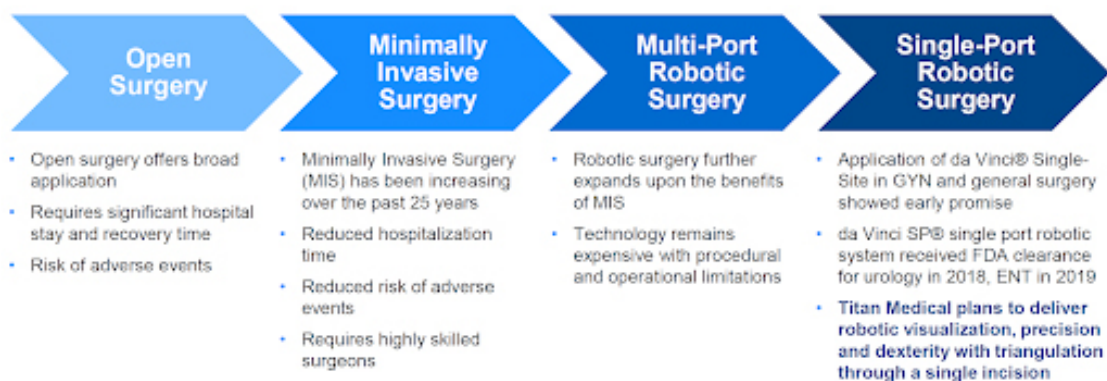 Open
Surgery
Minimally
Invasive
Surgery
Multi-Port
Robotic
Surgery
Single-Port
Robotic
Surgery
• Open surgery offers broad
application
• Requires significant hospital
stay and recovery time
• Risk of adverse events
• Minimally Invasive Surgery
(MIS) has been increasing
over the past 25 years
• Reduced hospitalization
time
• Reduced risk of adverse
events
• Requires highly skilled
surgeons
• Robotic surgery further
expands upon the benefits
of MIS
• Technology remains
expensive with procedural
and operational limitations
• Application of da Vinci® Single-
Site in GYN and general surgery
showed early promise
• da Vinci SP® single port robotic
system received FDA clearance
for urology in 2018, ENT in 2019
• Titan Medical plans to deliver
robotic visualization, precision
and dexterity with triangulation
through a single incision